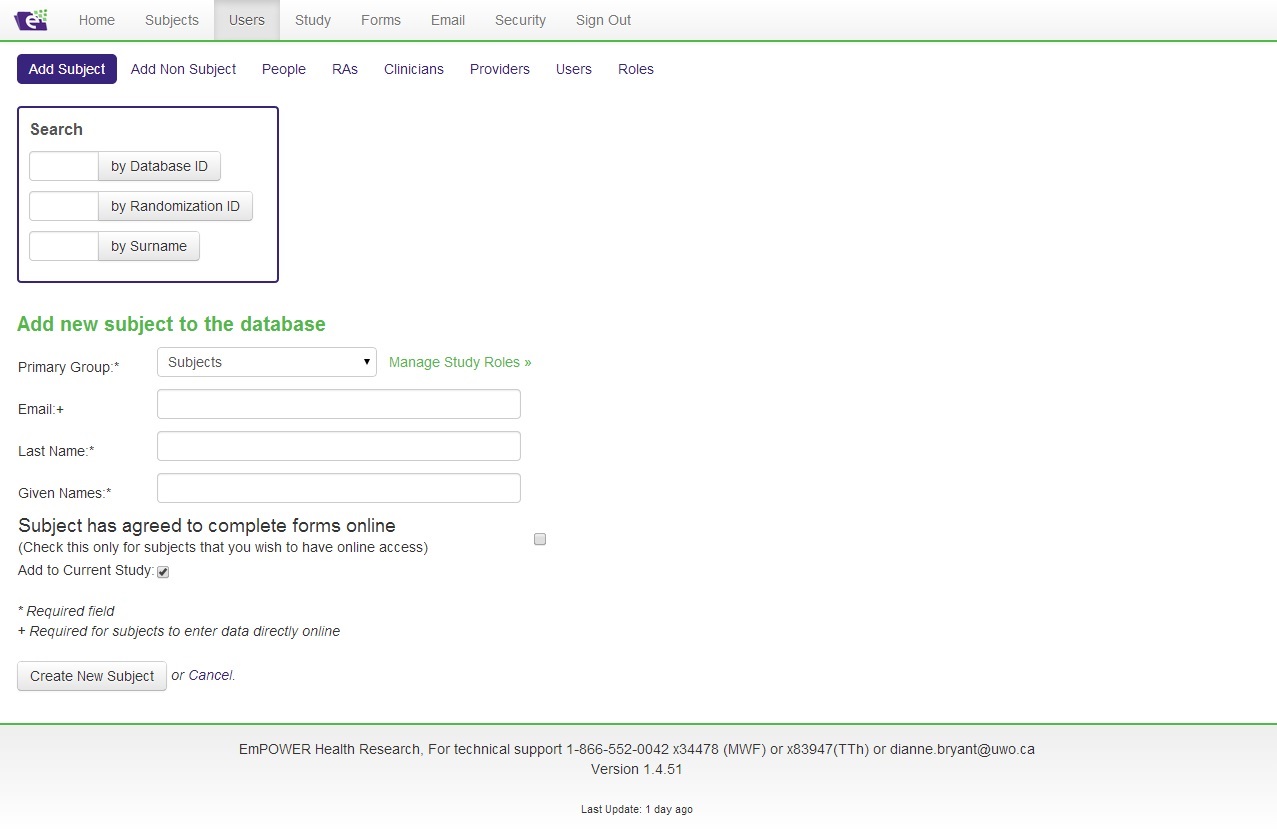 e
Home Subjects Users Study Forms Email Security Sign Out
Add Subject Add Non Subject People RAs Clinicians Providers Users Roles
Search
by Database ID
by Randomization ID
by Surname
Add new subject to the database
Primary Group:* Subjects Manage Study Roles »
Email:+
Last Name:*
Given Names:*
Subject has agreed to complete forms online
(Check this only for subjects that you wish to have online access)
Add to Current Study:
* Required field
+ Required for subjects to enter data directly online
Create New Subject or Cancel.
EmPOWER Health Research, For technical support 1-866-552-0042 x34478 (MWF) or x83947(TTh) or dianne.bryant@uwo.ca
Version 1.4.51
Last Update: 1 day ago